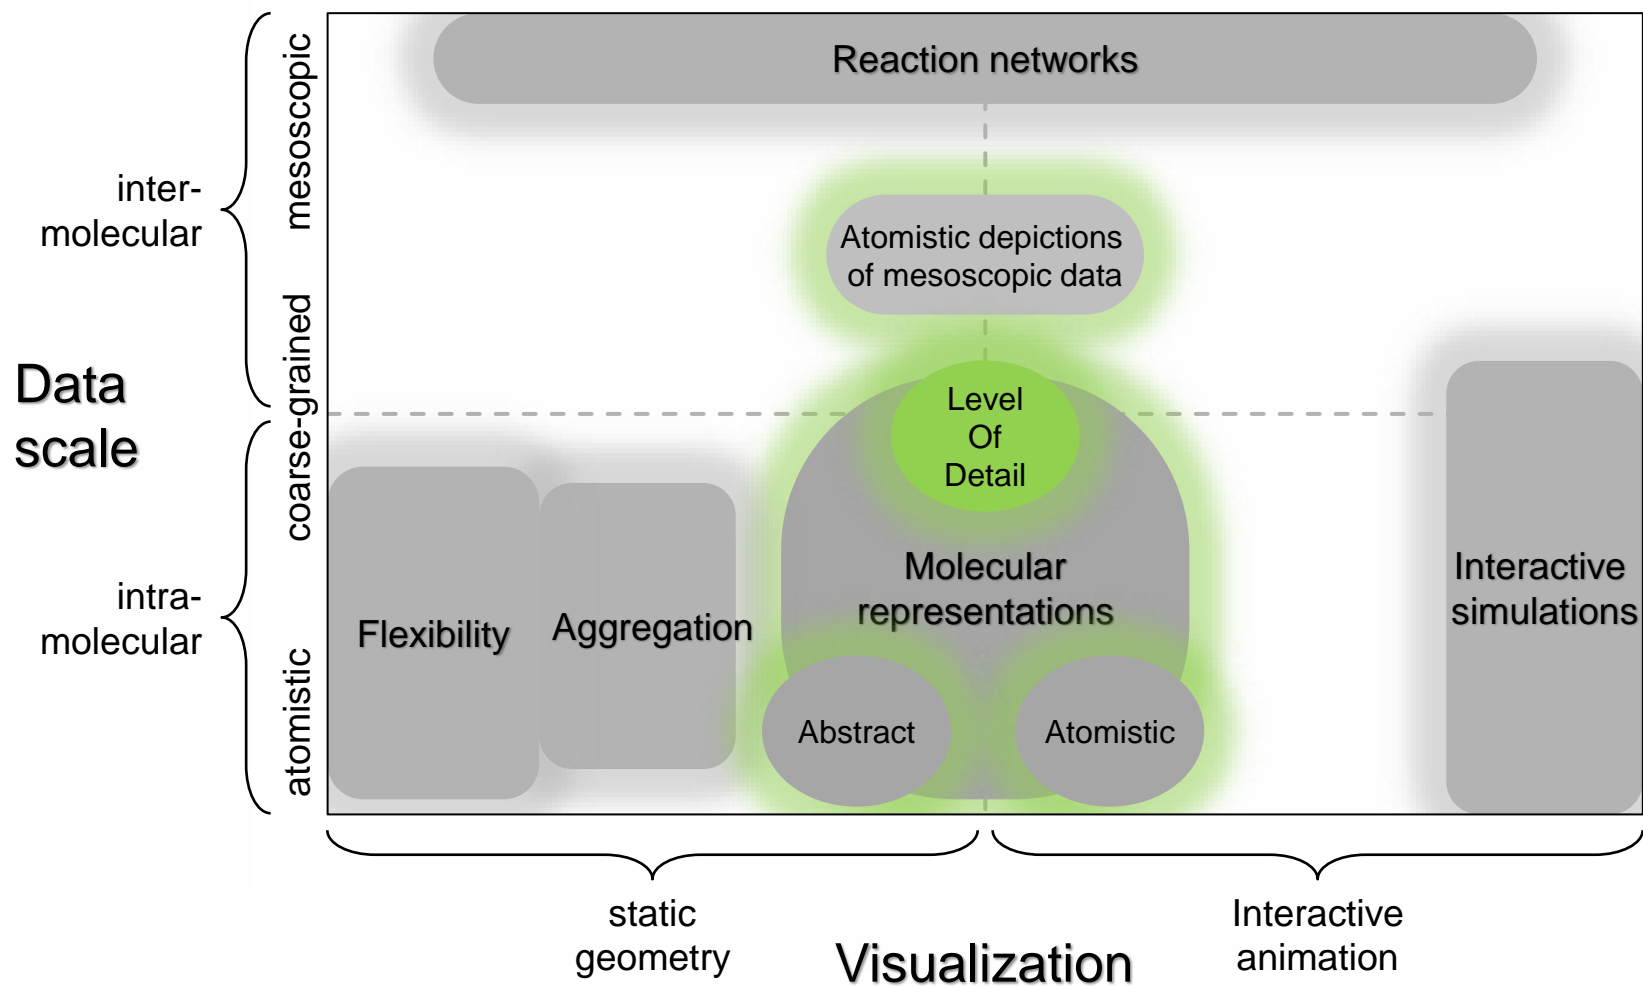 Reaction networks
mesoscopic
inter-
molecular
Atomistic depictions
of mesoscopic data
coarse-grained
Data
scale
Level
Of
Detail
Molecular
representations
Interactive
simulations
intra-
molecular
Flexibility
Aggregation
atomistic
Abstract
Atomistic
static
geometry
Interactive
animation
Visualization